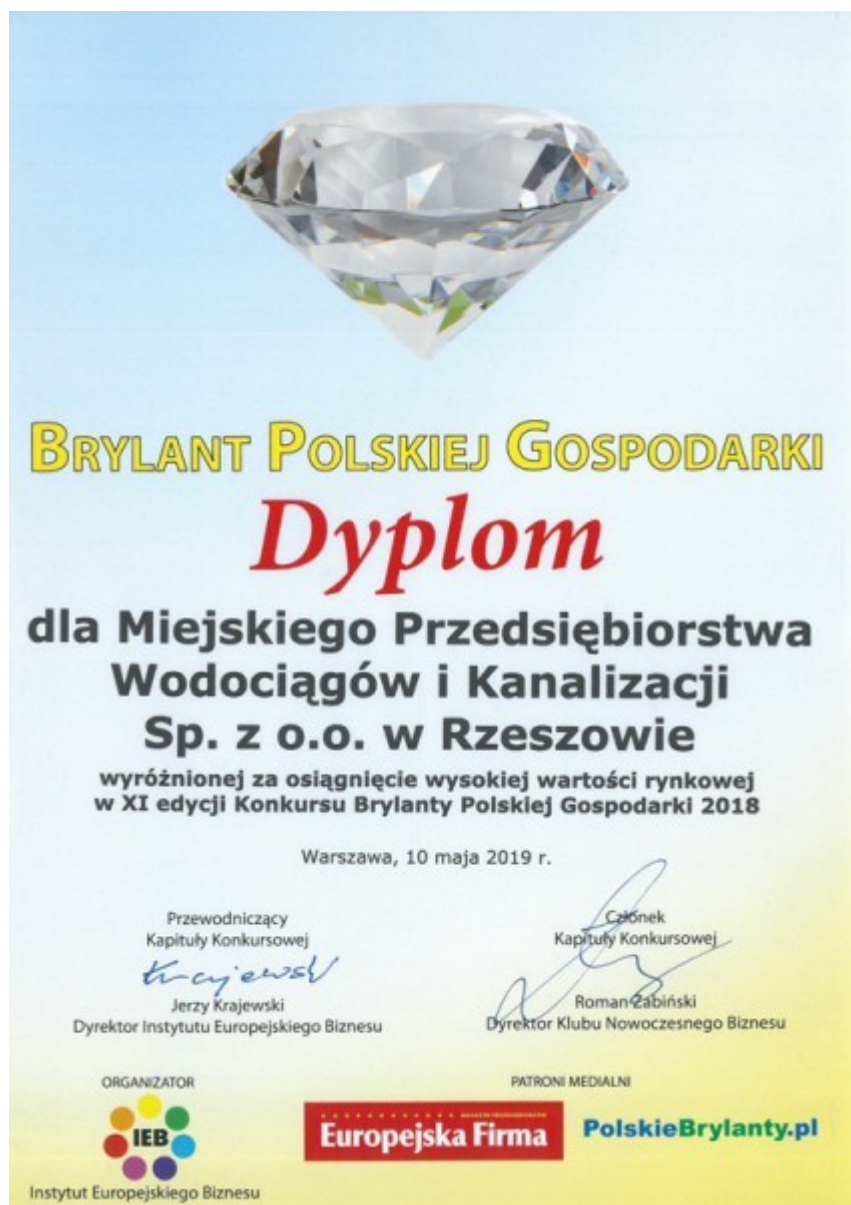 BRYLANT POLSKIEJ GOSPODARKI
Dyplom
dla Miejskiego Przedsiębiorstwa
Wodociągów i Kanalizacji
Sp. z o.o. w Rzeszowie
wyróżnionej za osiągnięcie wysokiej wartości rynkowej
w XI edycji Konkursu Brylanty Polskiej Gospodarki 2018
Warszawa, 10 maja 2019 r.
Przewodniczący
Kapituły Konkursowej
Krajewski
Jerzy Krajewski
Dyrektor Instytutu Europejskiego Biznesu
Członek
Kapituły Konkursowej
Roman Żabiński
Dyrektor Klubu Nowoczesnego Biznesu
ORGANIZATOR
IEB
Instytut Europejskiego Biznesu
PATRONI MEDIALNI
Europejska Firma
PolskieBrylanty.pl